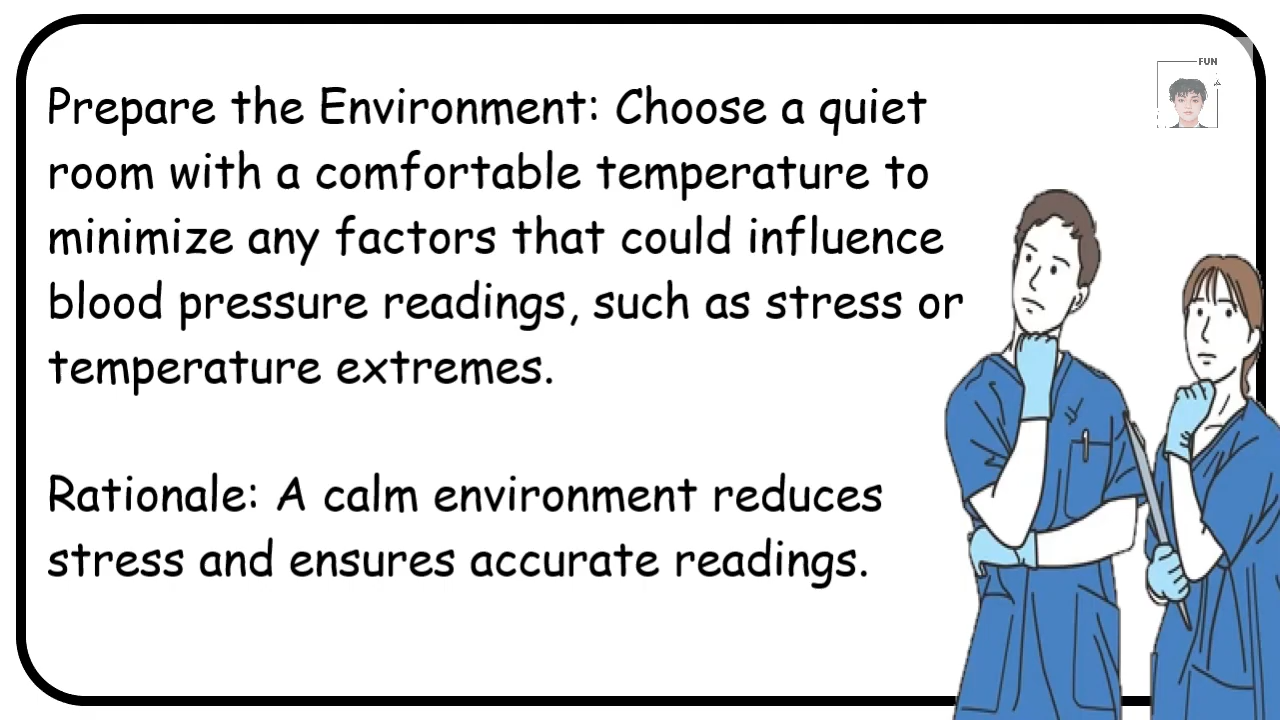 FUN
Prepare the Environment: Choose a quiet
room with a comfortable temperature to
minimize any factors that could influence
blood pressure readings, such as stress or
temperature extremes.
Rationale: A calm environment reduces
stress and ensures accurate readings.